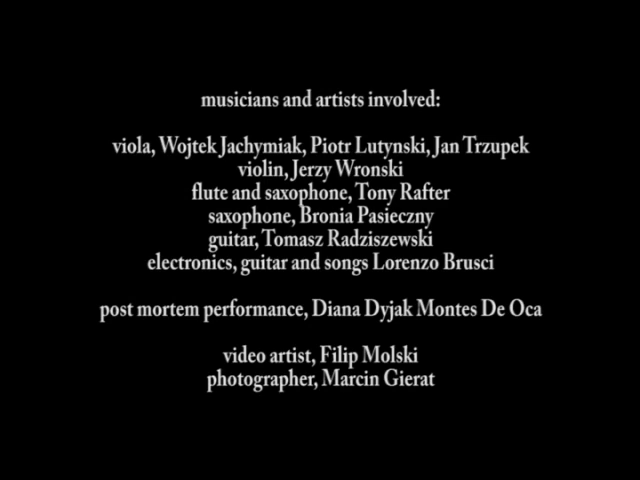 musicians and artists involved:
viola, Wojtek Jachymiak, Piotr Lutynski, Jan Trzupek
violin, Jerzy Wronski
flute and saxophone, Tony Rafter
saxophone, Bronia Pasieczny
guitar, Tomasz Radziszewski
electronics, guitar and songs Lorenzo Brusci
post mortem performance, Diana Dyjak Montes De Oca
video artist, Filip Molski
photographer, Marcin Gierat